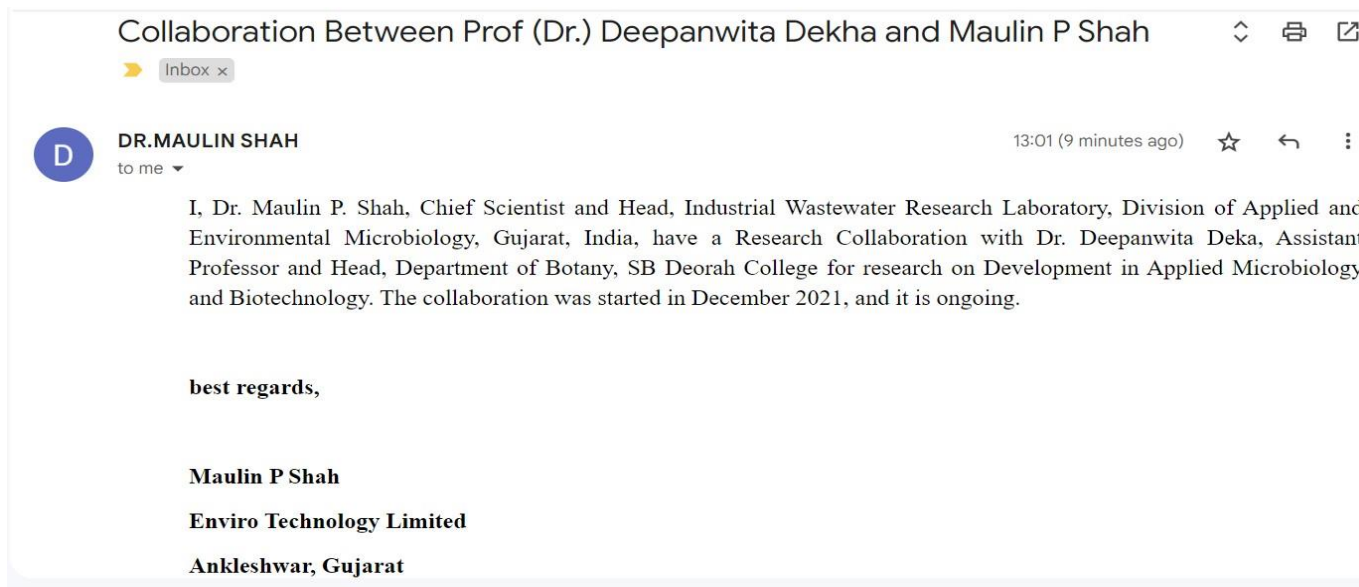 Collaboration Between Prof (Dr.) Deepanwita Dekha and Maulin P Shah
Inbox ×
D
DR.MAULIN SHAH
13:01 (9 minutes ago)
to me
I, Dr. Maulin P. Shah, Chief Scientist and Head, Industrial Wastewater Research Laboratory, Division of Applied and
Environmental Microbiology, Gujarat, India, have a Research Collaboration with Dr. Deepanwita Deka, Assistant
Professor and Head, Department of Botany, SB Deorah College for research on Development in Applied Microbiology
and Biotechnology. The collaboration was started in December 2021, and it is ongoing.
best regards,
Maulin P Shah
Enviro Technology Limited
Ankleshwar, Gujarat